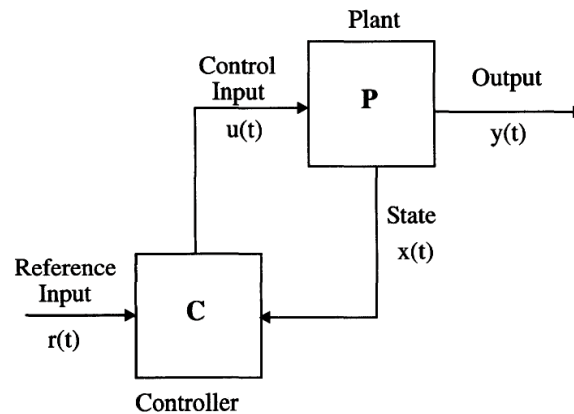 Plant
P
Control
Input
u(t)
Output
y(t)
State
x(t)
Reference
Input
r(t)
C
Controller